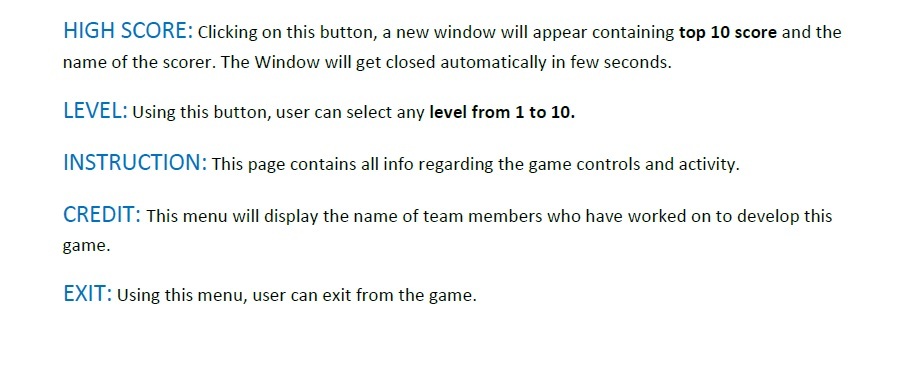 HIGH SCORE: Clicking on this button, a new window will appear containing top 10 score and the
name of the scorer. The Window will get closed automatically in few seconds.
LEVEL: Using this button, user can select any level from 1 to 10.
INSTRUCTION: This page contains all info regarding the game controls and activity.
CREDIT: This menu will display the name of team members who have worked on to develop this
game.
EXIT: Using this menu, user can exit from the game.